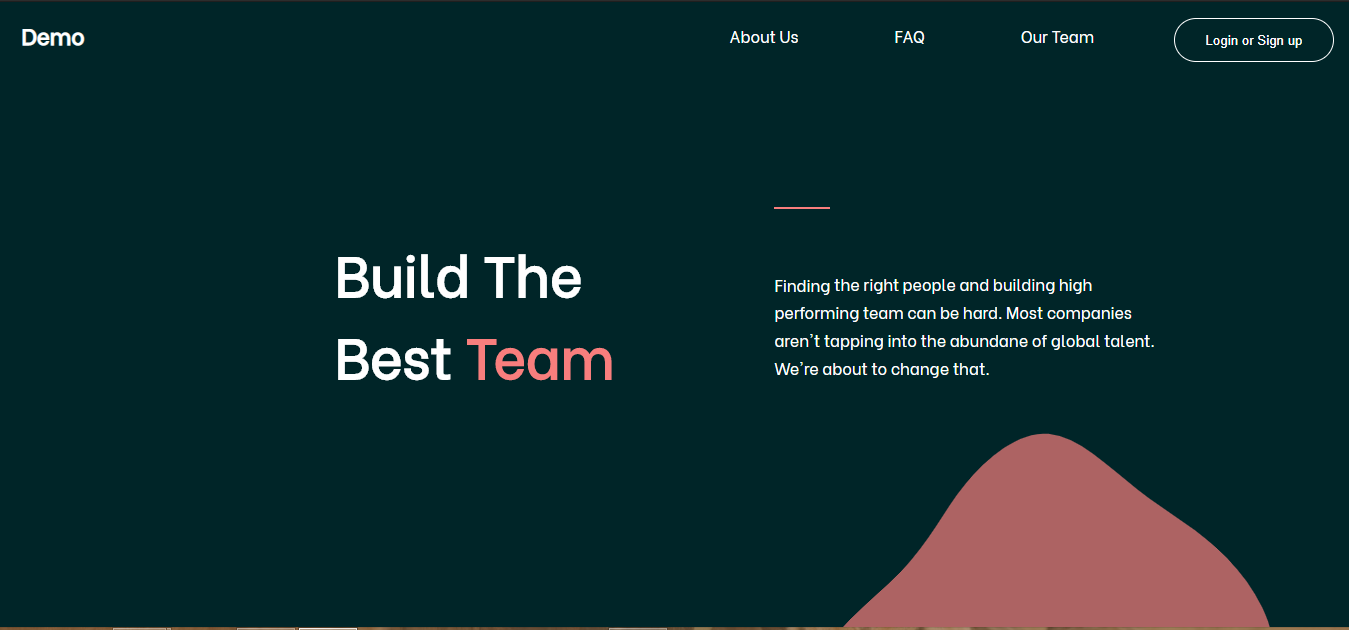 Demo
About Us
FAQ
Our Team
Login or Sign up
Build The
Best Team
Finding the right people and building high
performing team can be hard. Most companies
aren't tapping into the abundane of global talent.
We're about to change that.